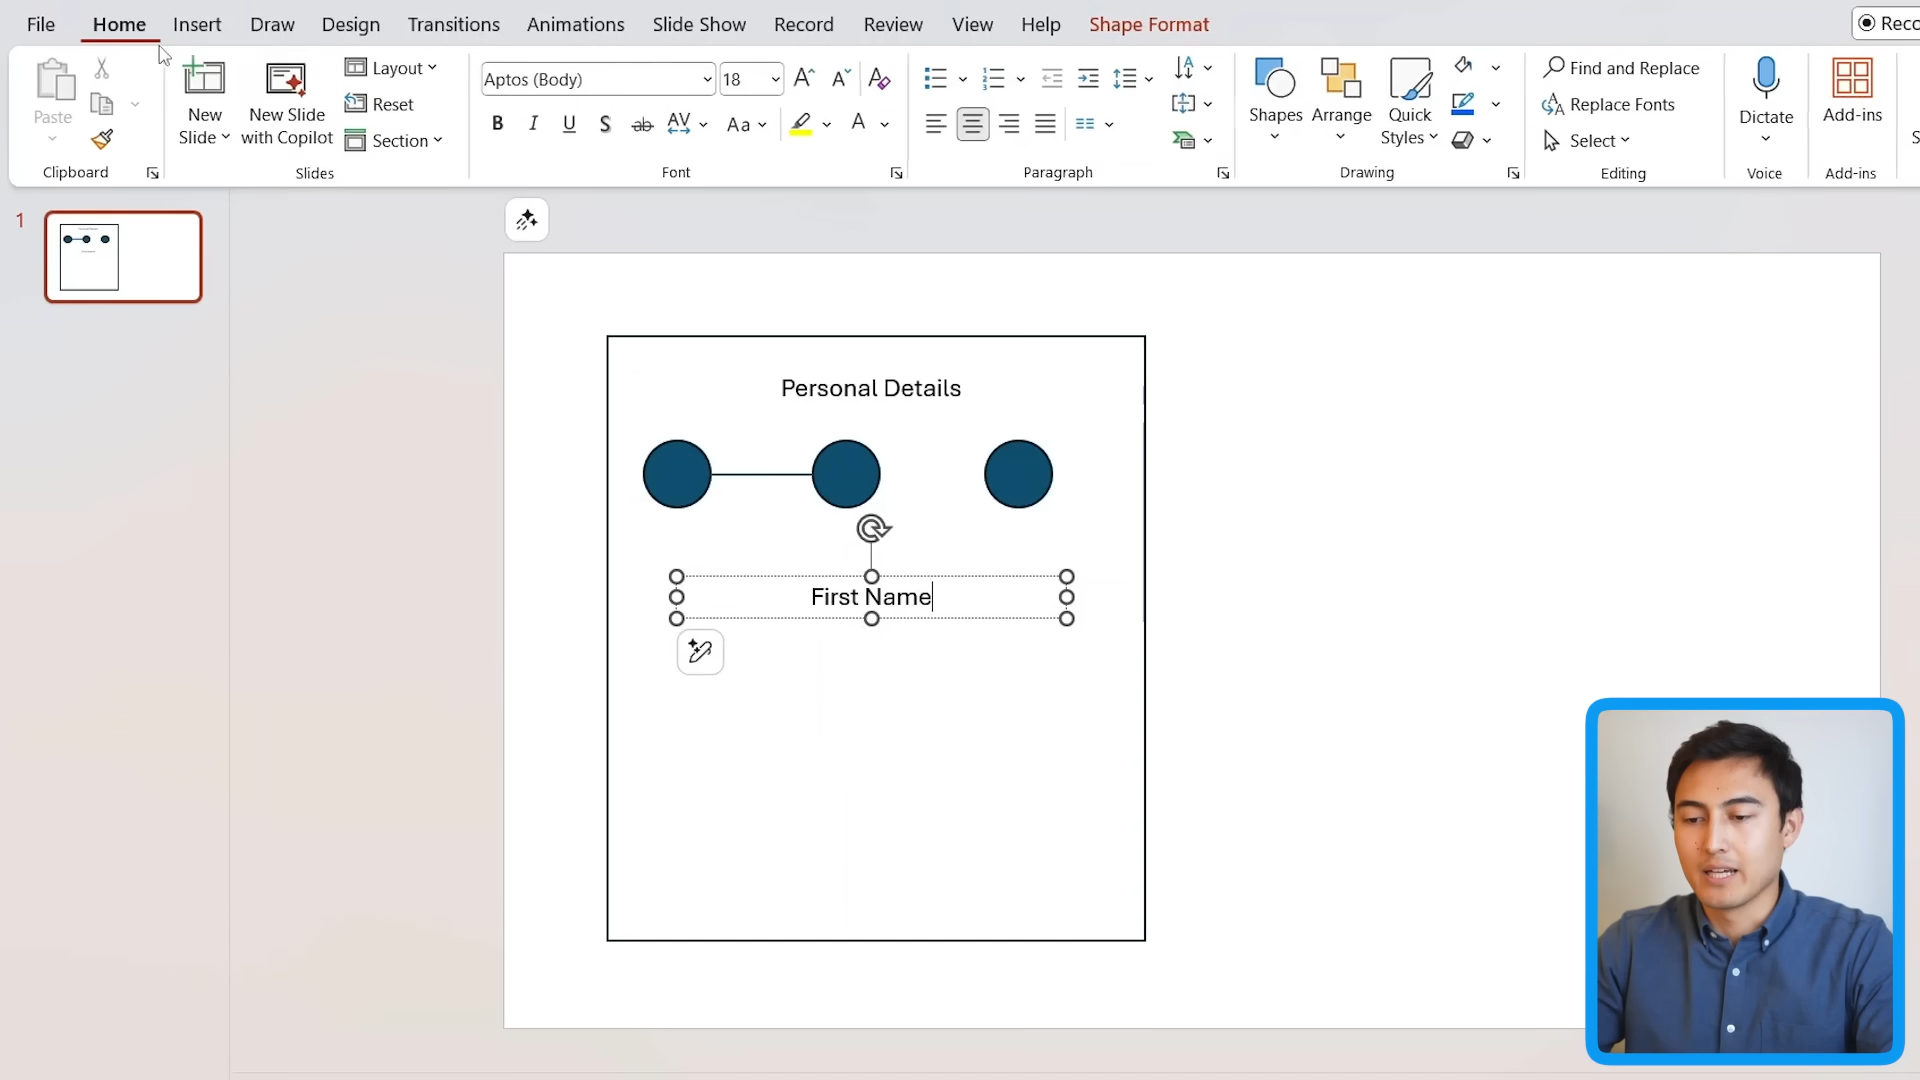 File Home Insert Draw Design Transitions Animations Slide Show Record Review View Help Shape Format
Paste
Clipboard
New
Slide
New Slide
with Copilot
Layout
Reset
Section
Slides
Aptos (Body) 18
B I U S ab AV Aa A
Font
Paragraph
Shapes
Arrange
Quick
Styles
Drawing
Find and Replace
Replace Fonts
Select
Editing
Dictate
Voice
Add-ins
Add-ins
1
Personal Details
First Name